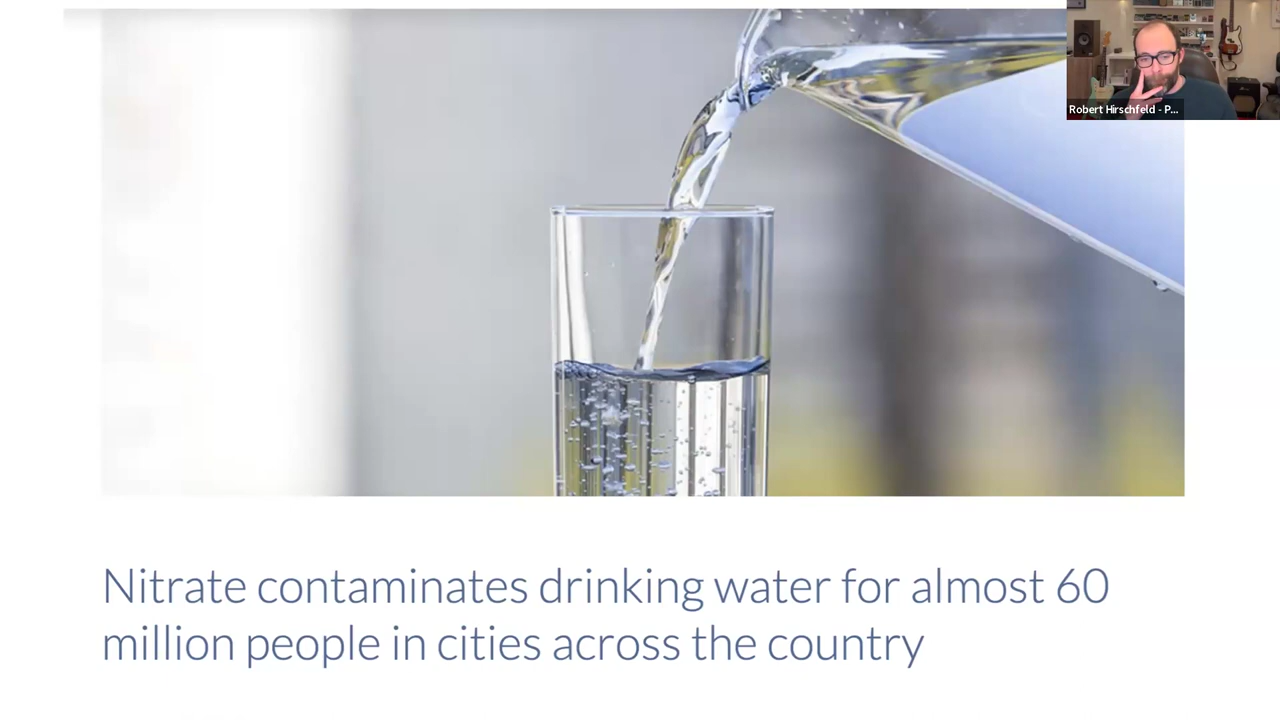 Robert Hirschfeld - P...
Nitrate contaminates drinking water for almost 60
million people in cities across the country